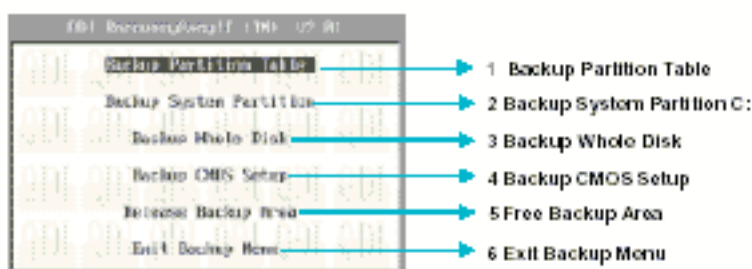 Backup Partition Table
1 Backup Partition Table
Backup System Partition
2 Backup System Partition C:
Backup Whole Disk
3 Backup Whole Disk
Backup CMOS Setup
4 Backup CMOS Setup
Release Backup Area
5 Free Backup Area
Exit Backup Menu
6 Exit Backup Menu